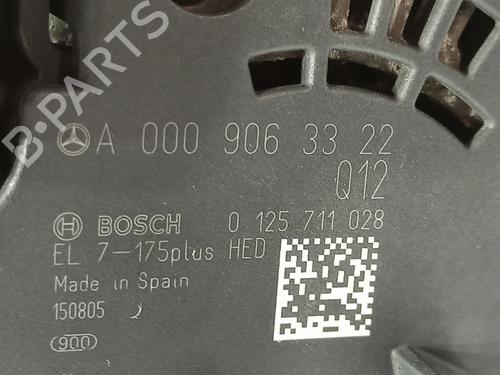 B-PARTS
A 000 906 33 22
Q12
BOSCH 0 125 711 028
EL 7-175plus HED
Made in Spain
150805
900